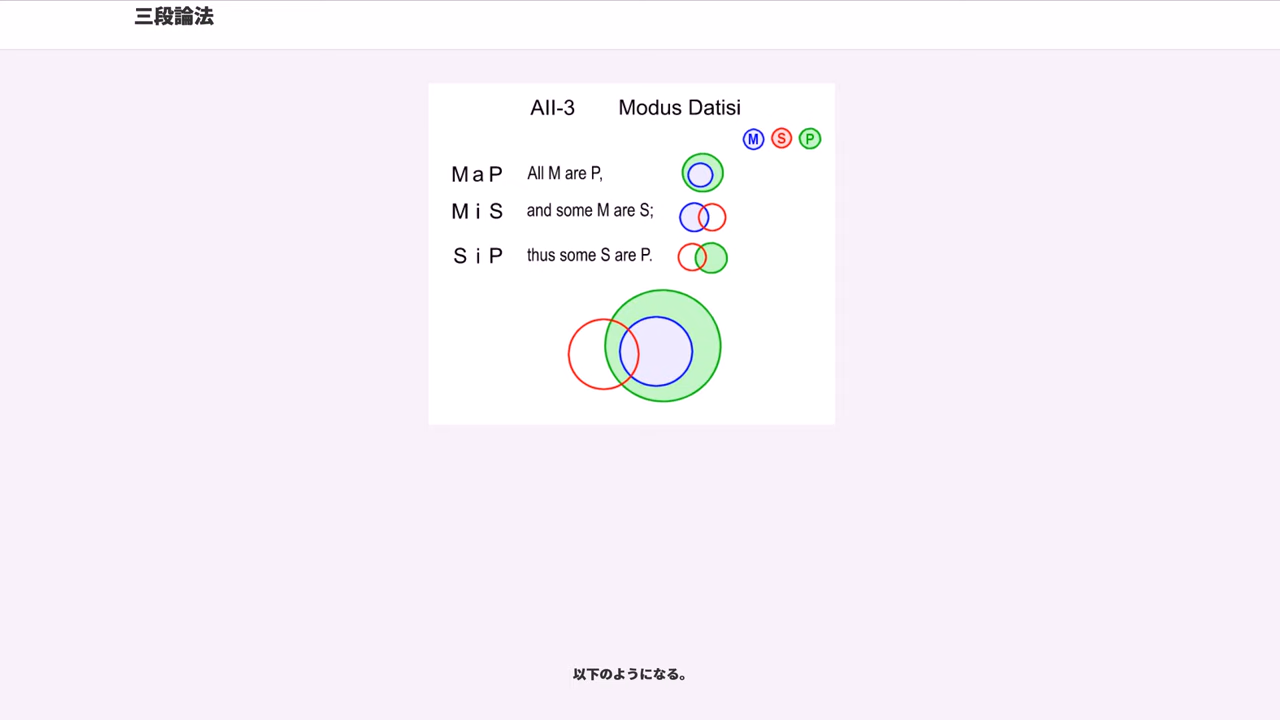 三段論法
AII-3 Modus Datisi
M S P
M a P All M are P,
M i S and some M are S;
S i P thus some S are P.
以下のようになる。